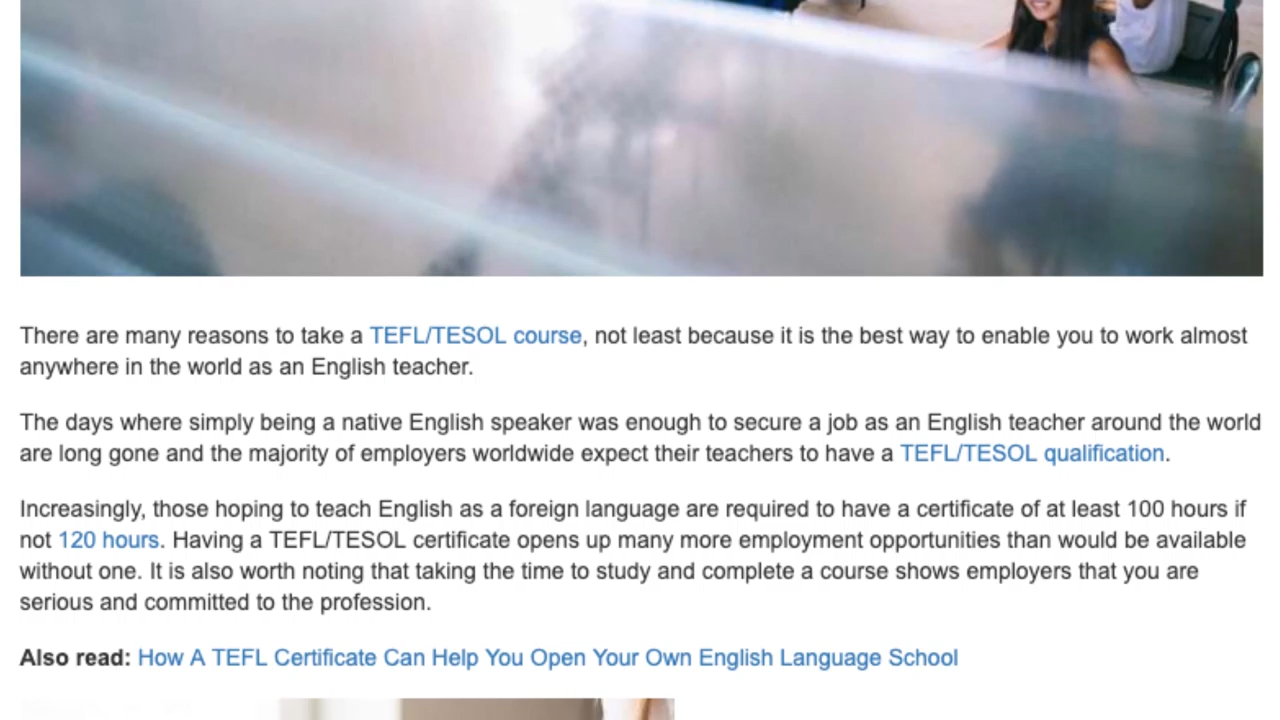 There are many reasons to take a TEFL/TESOL course, not least because it is the best way to enable you to work almost
anywhere in the world as an English teacher.
The days where simply being a native English speaker was enough to secure a job as an English teacher around the world
are long gone and the majority of employers worldwide expect their teachers to have a TEFL/TESOL qualification.
Increasingly, those hoping to teach English as a foreign language are required to have a certificate of at least 100 hours if
not 120 hours. Having a TEFL/TESOL certificate opens up many more employment opportunities than would be available
without one. It is also worth noting that taking the time to study and complete a course shows employers that you are
serious and committed to the profession.
Also read: How A TEFL Certificate Can Help You Open Your Own English Language School